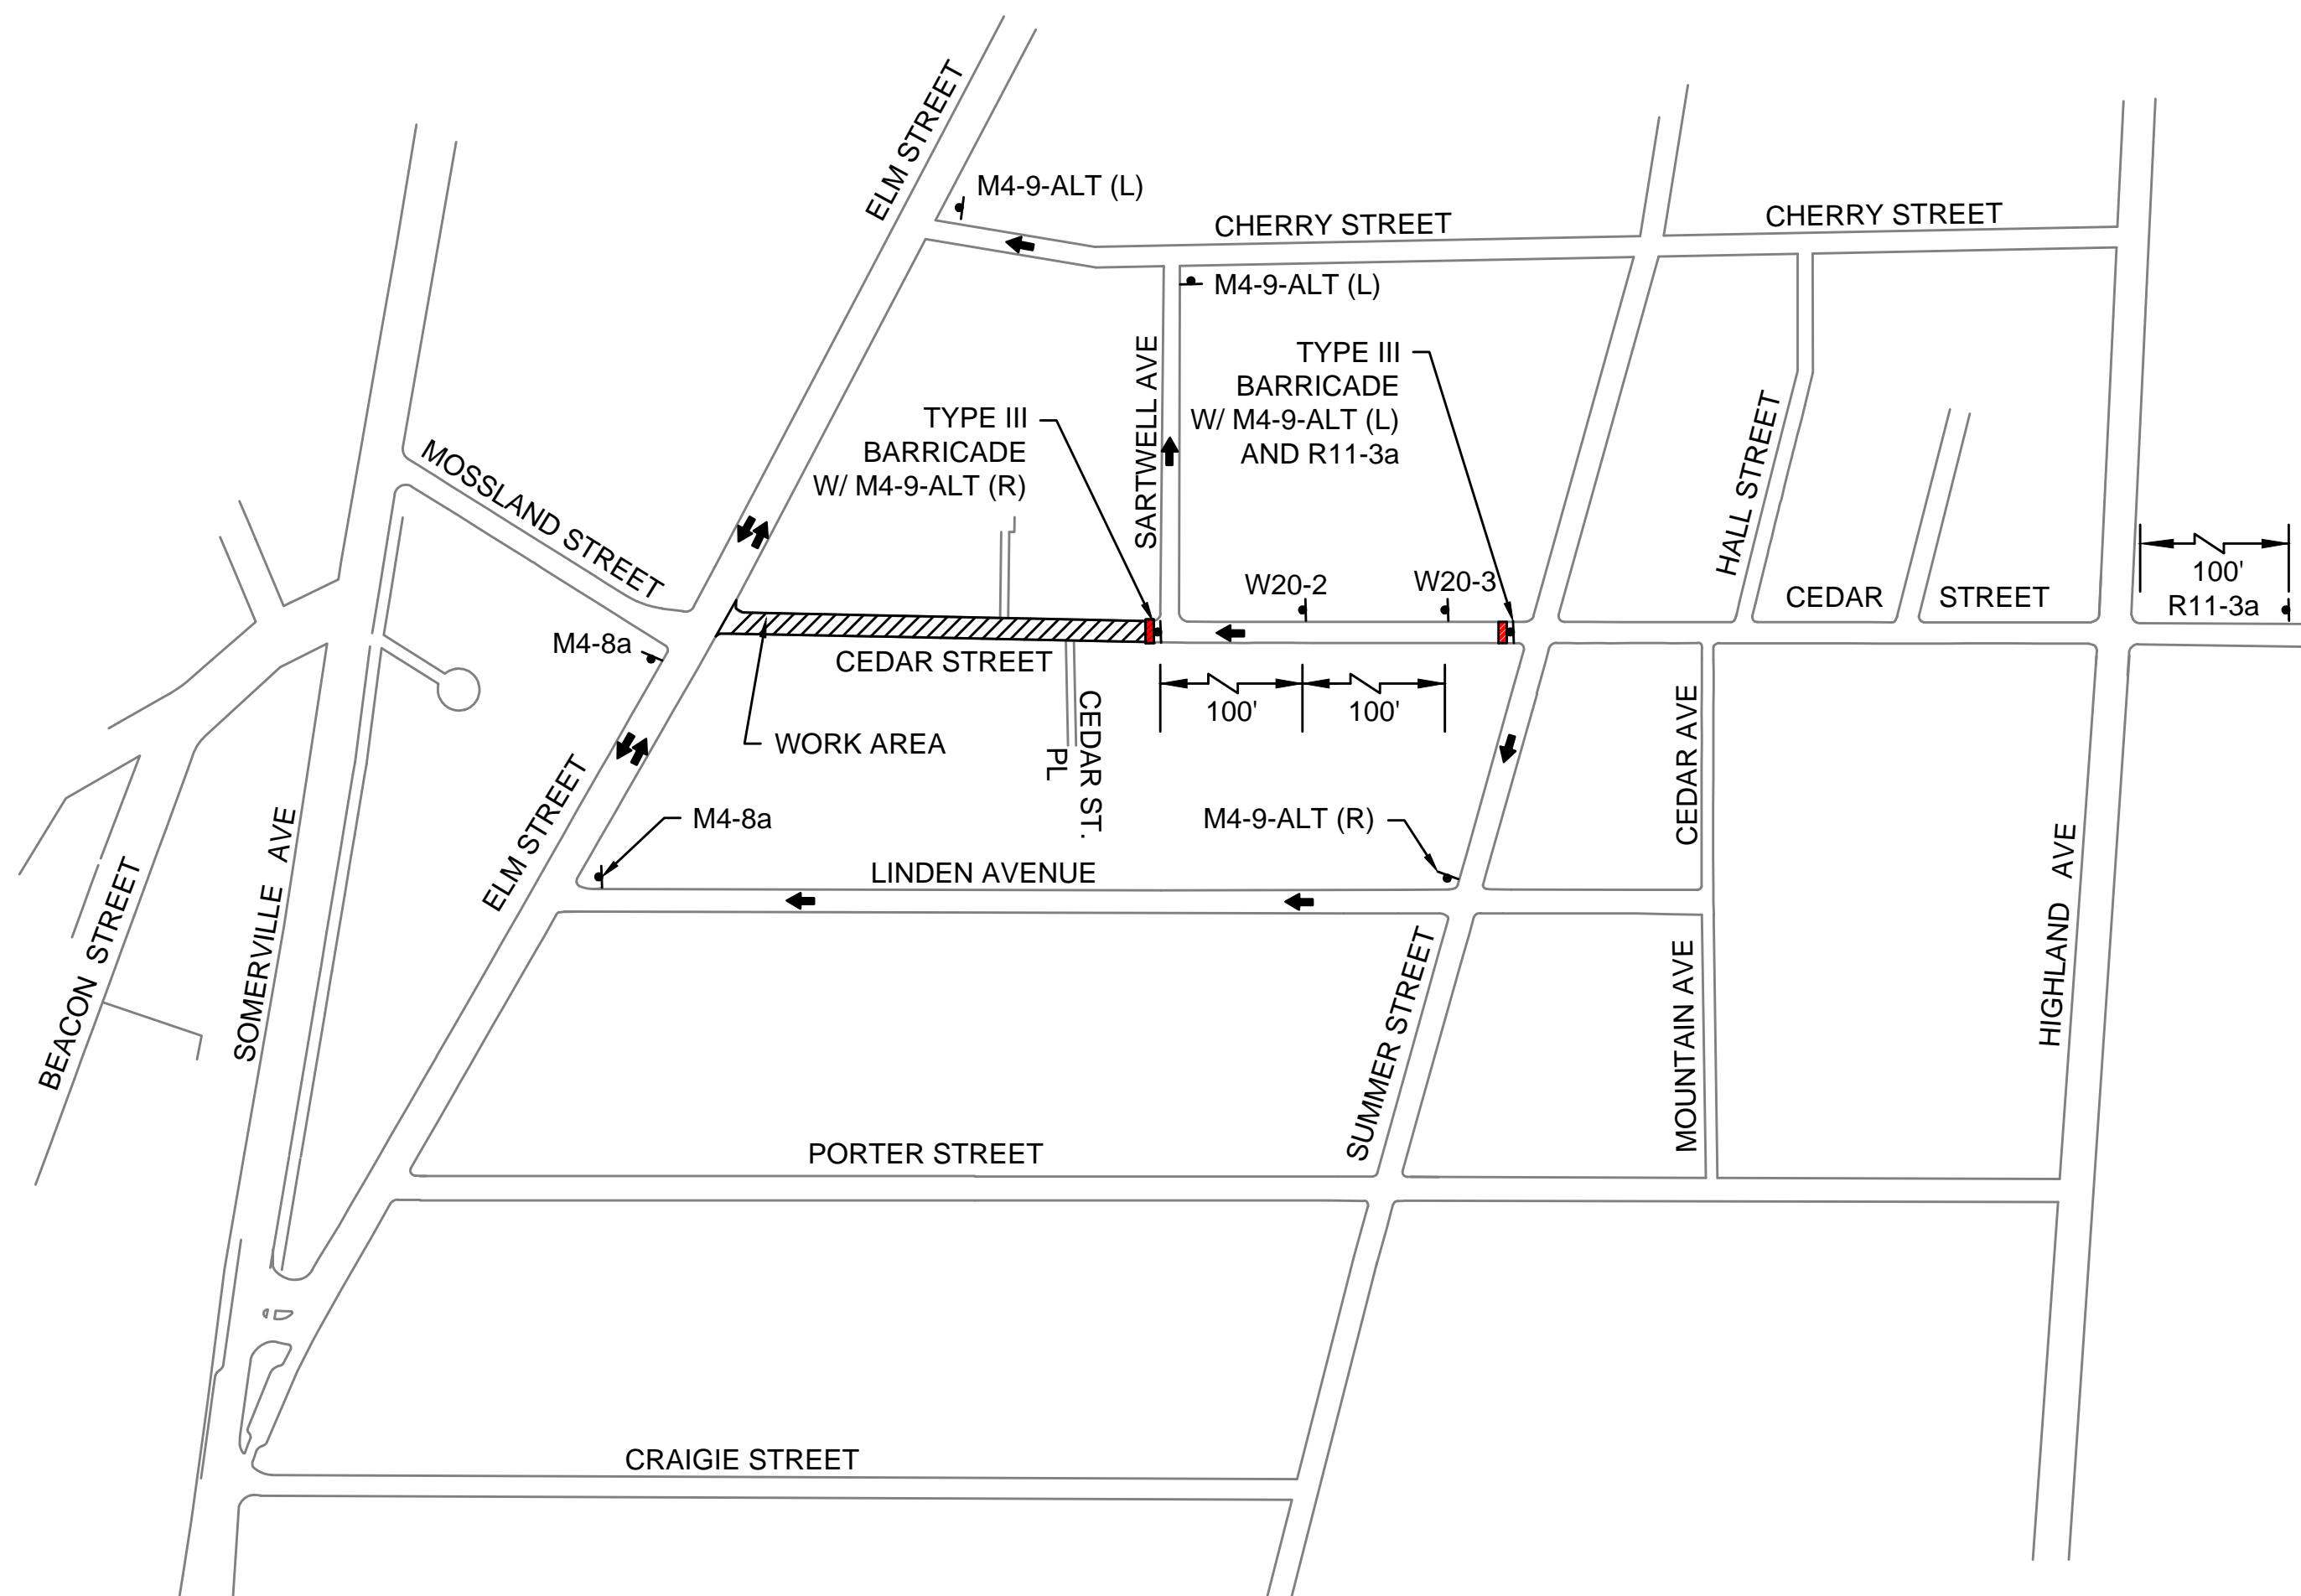 ELM STREET
M4-9-ALT (L)
CHERRY STREET
CHERRY STREET
M4-9-ALT (L)
SARTWELL AVE
TYPE III
BARRICADE
W/ M4-9-ALT (L)
AND R11-3a
TYPE III
BARRICADE
W/ M4-9-ALT (R)
MOSSLAND STREET
HALL STREET
W20-2
W20-3
CEDAR
STREET
100'
R11-3a
M4-8a
CEDAR STREET
100'
100'
WORK AREA
CEDAR ST.
PL
CEDAR AVE
M4-8a
M4-9-ALT (R)
ELM STREET
LINDEN AVENUE
SOMERVILLE AVE
BEACON STREET
SUMMER STREET
MOUNTAIN AVE
HIGHLAND AVE
PORTER STREET
CRAIGIE STREET